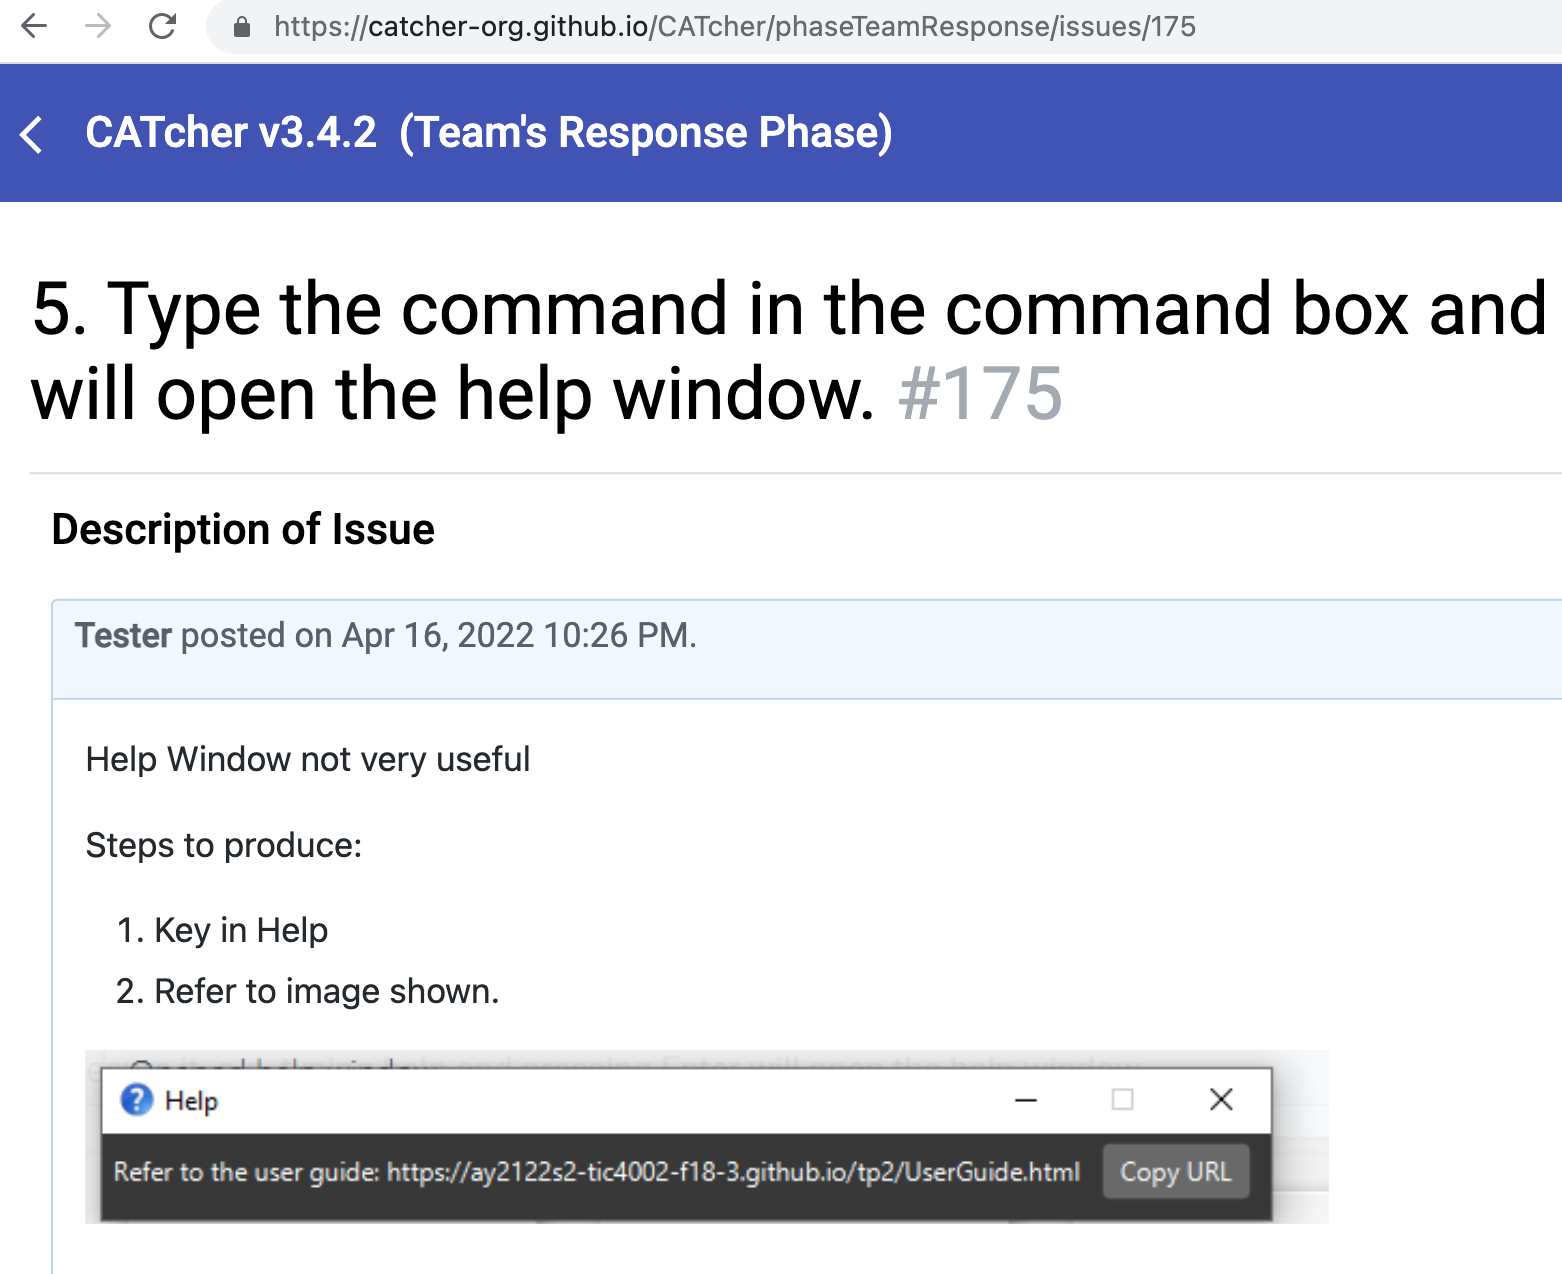 https://catcher-org.github.io/CATcher/phaseTeamResponse/issues/175
CATcher v3.4.2 (Team's Response Phase)
5. Type the command in the command box and
will open the help window. #175
Description of Issue
Tester posted on Apr 16, 2022 10:26 PM.
Help Window not very useful
Steps to produce:
1. Key in Help
2. Refer to image shown.
Help
Refer to the user guide: https://ay2122s2-tic4002-f18-3.github.io/tp2/UserGuide.html Copy URL